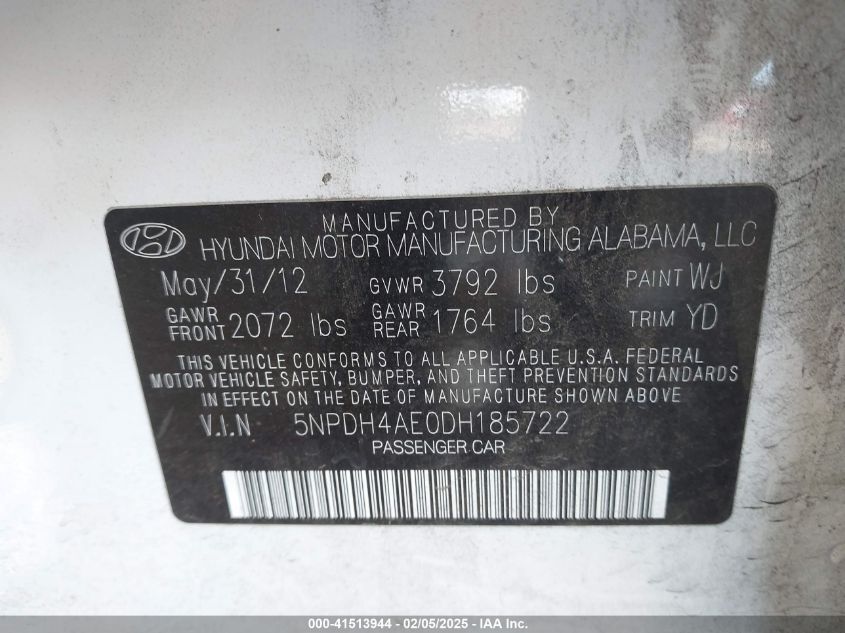 MANUFACTURED BY
HYUNDAI MOTOR MANUFACTURING ALABAMA, LLC
May/31/12 GVWR 3792 lbs PAINT WJ
GAWR FRONT 2072 lbs GAWR REAR 1764 lbs TRIM YD
THIS VEHICLE CONFORMS TO ALL APPLICABLE U.S.A. FEDERAL
MOTOR VEHICLE SAFETY, BUMPER, AND THEFT PREVENTION STANDARDS
IN EFFECT ON THE DATE OF MANUFACTURE SHOWN ABOVE.
V.I.N 5NPDH4AE0DH185722
PASSENGER CAR
000-41513944 - 02/05/2025 - IAA Inc.